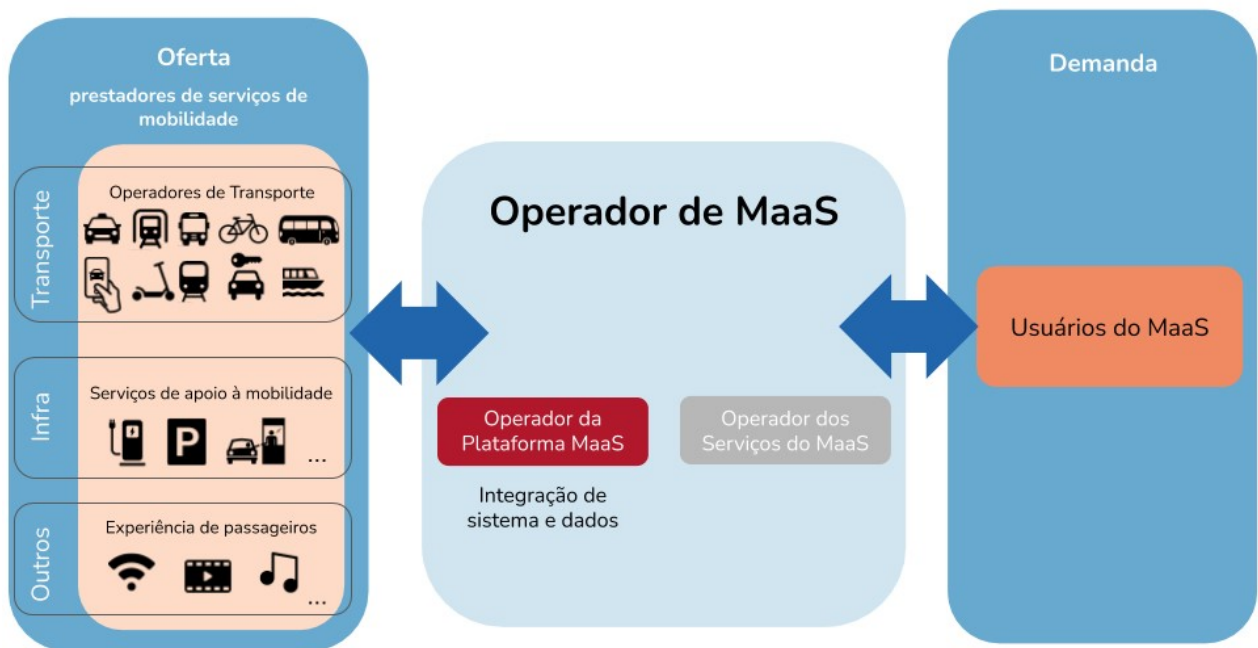 Oferta
prestadores de serviços de
mobilidade
Transporte
Operadores de Transporte
Infra
Serviços de apoio à mobilidade
P
...
Outros
Experiência de passageiros
...
Operador de MaaS
Operador da
Plataforma MaaS
Operador dos
Serviços do MaaS
Integração de
sistema e dados
Demanda
Usuários do MaaS